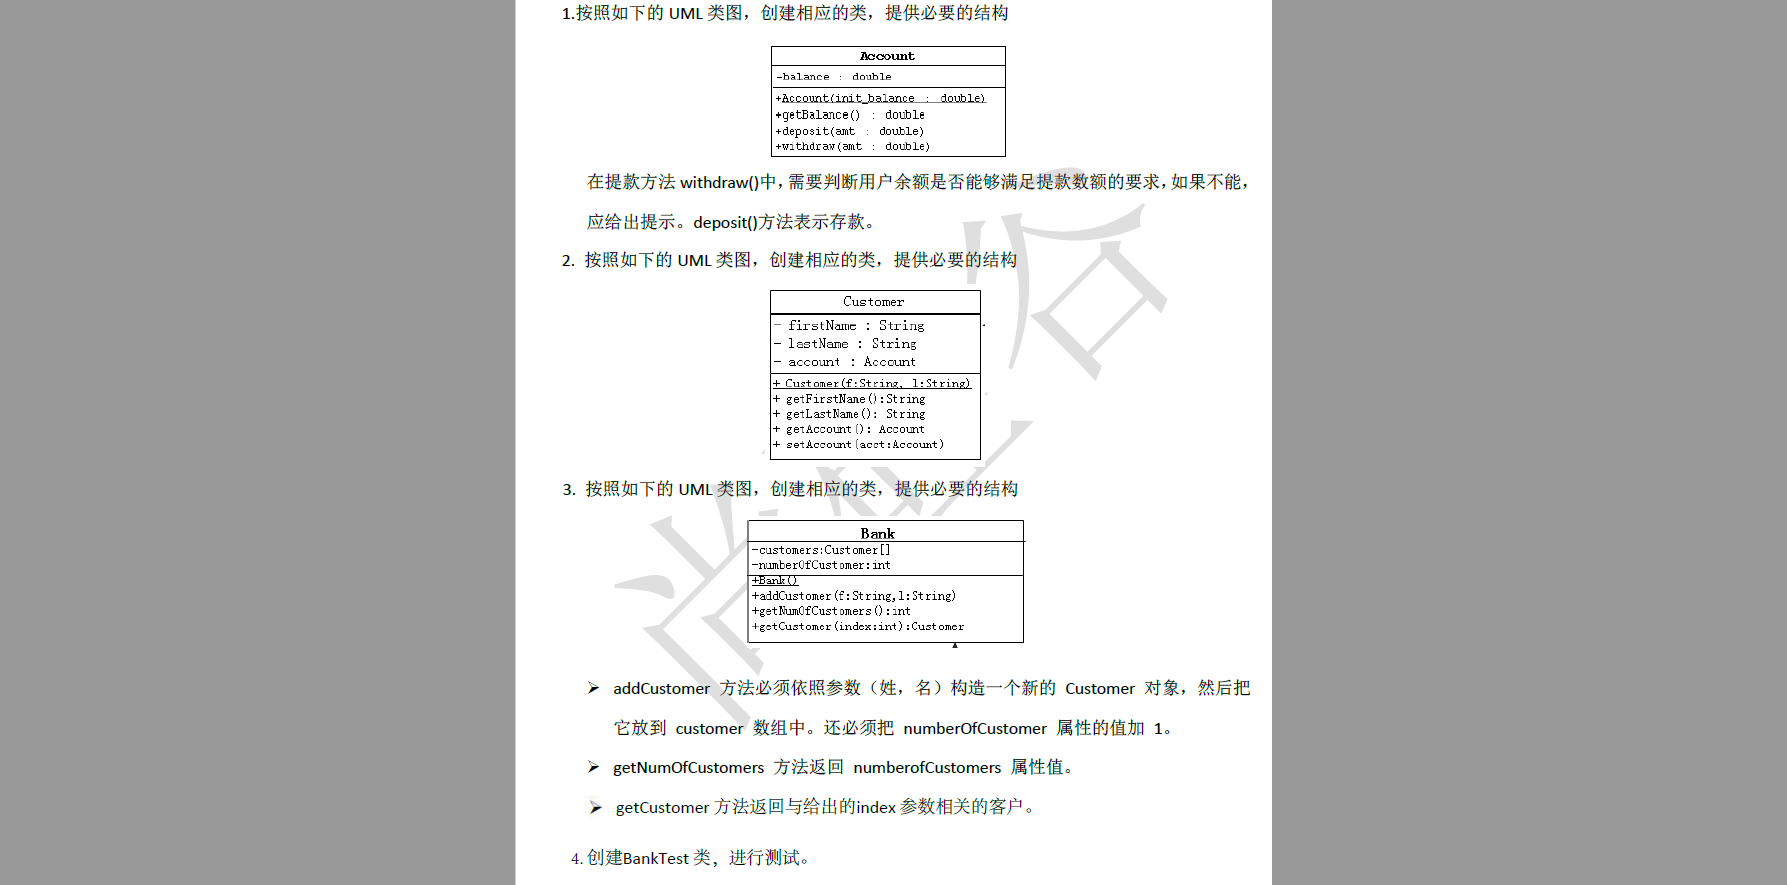 1.按照如下的 UML 类图，创建相应的类，提供必要的结构
Account
-balance : double
+Account(init_balance : double)
+getBalance() : double
+deposit(amt : double)
+withdraw(amt : double)
在提款方法 withdraw()中，需要判断用户余额是否能够满足提款数额的要求，如果不能，
应给出提示。deposit()方法表示存款。
2. 按照如下的 UML 类图，创建相应的类，提供必要的结构
Customer
- firstName : String
- lastName : String
- account : Account
+ Customer(f:String, l:String)
+ getFirstName():String
+ getLastName(): String
+ getAccount(): Account
+ setAccount(acct:Account)
3. 按照如下的 UML 类图，创建相应的类，提供必要的结构
Bank
-customers:Customer[]
-numberOfCustomer:int
+Bank()
+addCustomer(f:String,l:String)
+getNumOfCustomers():int
+getCustomer(index:int):Customer
➢ addCustomer 方法必须依照参数（姓，名）构造一个新的 Customer 对象，然后把
它放到 customer 数组中。还必须把 numberOfCustomer 属性的值加 1。
➢ getNumOfCustomers 方法返回 numberofCustomers 属性值。
➢ getCustomer 方法返回与给出的index 参数相关的客户。
4. 创建BankTest 类，进行测试。